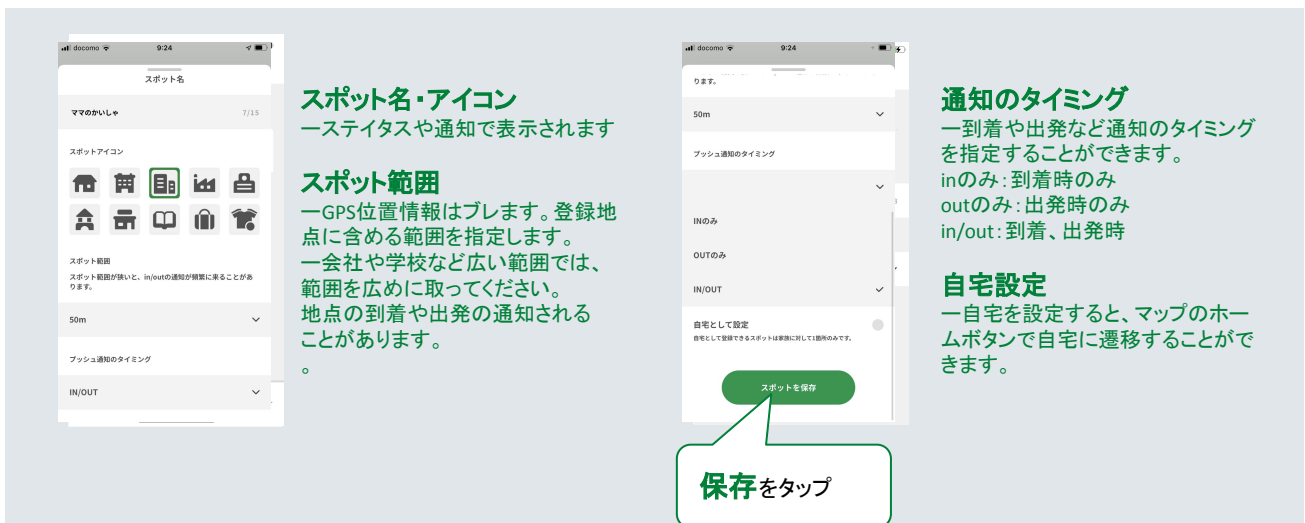 docomo 9:24
スポット名
ママのかいしゃ 7/15
スポットアイコン
スポット範囲
スポット範囲が狭いと、in/outの通知が頻繁に来ることがあ
ります。
50m
プッシュ通知のタイミング
IN/OUT
スポット名・アイコン
ーステイタスや通知で表示されます
スポット範囲
ーGPS位置情報はブレます。登録地
点に含める範囲を指定します。
ー会社や学校など広い範囲では、
範囲を広めに取ってください。
地点の到着や出発の通知される
ことがあります。
。
docomo 9:24
ります。
50m
プッシュ通知のタイミング
INのみ
OUTのみ
IN/OUT
自宅として設定
自宅として登録できるスポットは家族に対して1箇所のみです。
スポットを保存
保存をタップ
通知のタイミング
ー到着や出発など通知のタイミング
を指定することができます。
inのみ：到着時のみ
outのみ：出発時のみ
in/out：到着、出発時
自宅設定
ー自宅を設定すると、マップのホー
ムボタンで自宅に遷移することがで
きます。